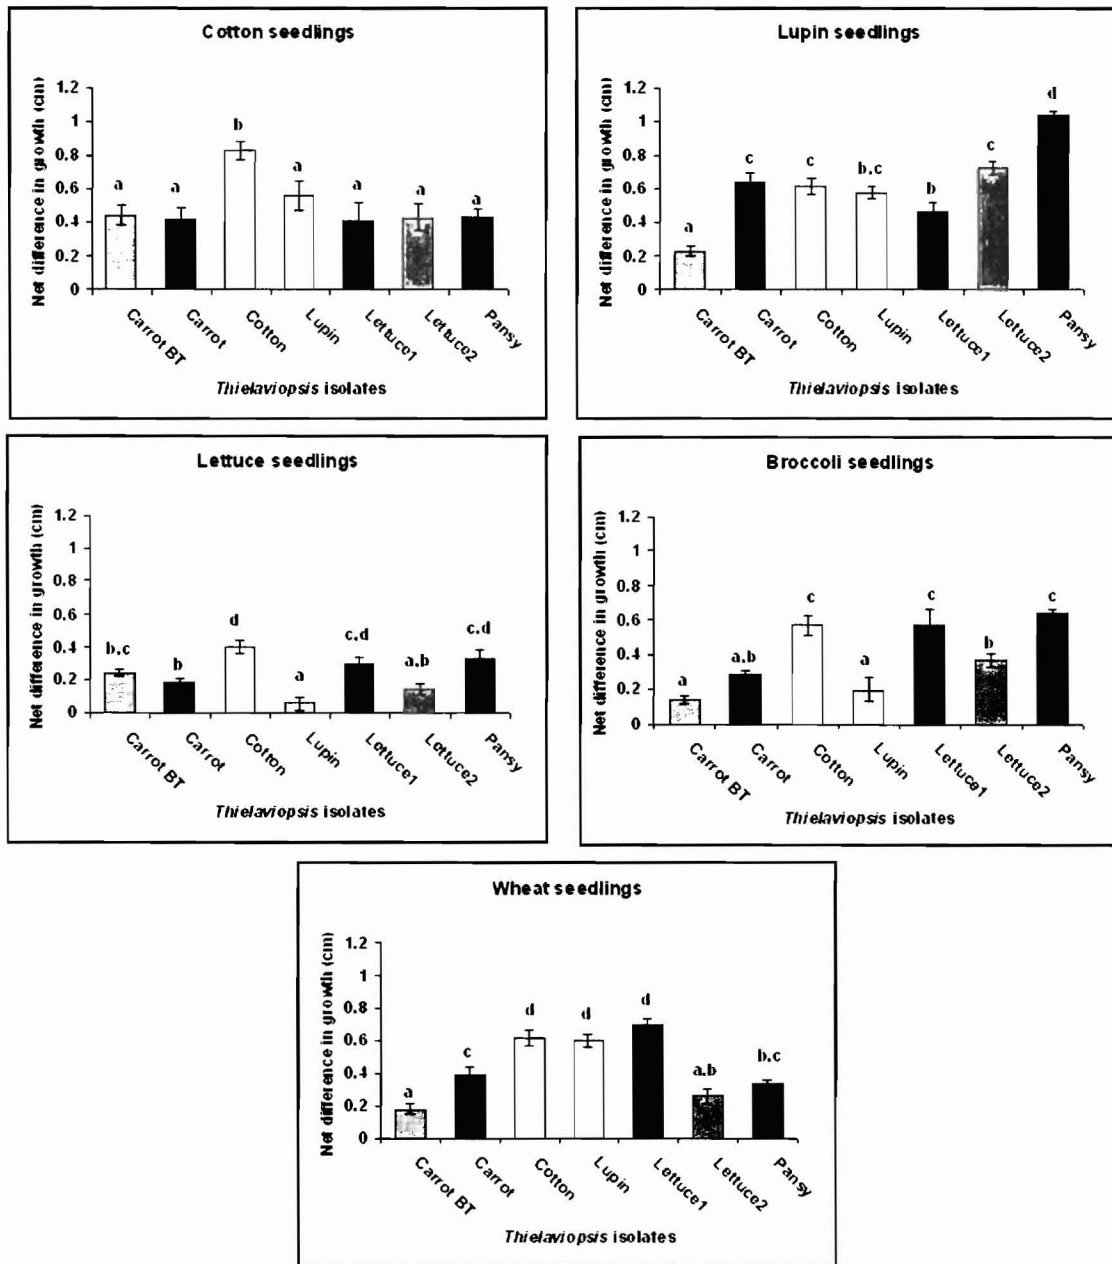 Cotton seedlings
Net difference in growth (cm)
1.2
1
0.8
0.6
0.4
0.2
0
a
a
b
a
a
a
a
Carrot BT
Carrot
Cotton
Lupin
Lettuce1
Lettuce2
Pansy
Thielaviopsis isolates
Lupin seedlings
Net difference in growth (cm)
1.2
1
0.8
0.6
0.4
0.2
0
a
c
c
b,c
b
c
d
Carrot BT
Carrot
Cotton
Lupin
Lettuce1
Lettuce2
Pansy
Thielaviopsis isolates
Lettuce seedlings
Net difference in growth (cm)
1.2
1
0.8
0.6
0.4
0.2
0
b,c
b
d
a
c,d
a,b
c,d
Carrot BT
Carrot
Cotton
Lupin
Lettuce1
Lettuce2
Pansy
Thielaviopsis isolates
Broccoli seedlings
Net difference in growth (cm)
1.2
1
0.8
0.6
0.4
0.2
0
a
a,b
c
a
c
b
c
Carrot BT
Carrot
Cotton
Lupin
Lettuce1
Lettuce2
Pansy
Thielaviopsis isolates
Wheat seedlings
Net difference in growth (cm)
1.2
1
0.8
0.6
0.4
0.2
0
a
c
d
d
d
a,b
b,c
Carrot BT
Carrot
Cotton
Lupin
Lettuce1
Lettuce2
Pansy
Thielaviopsis isolates